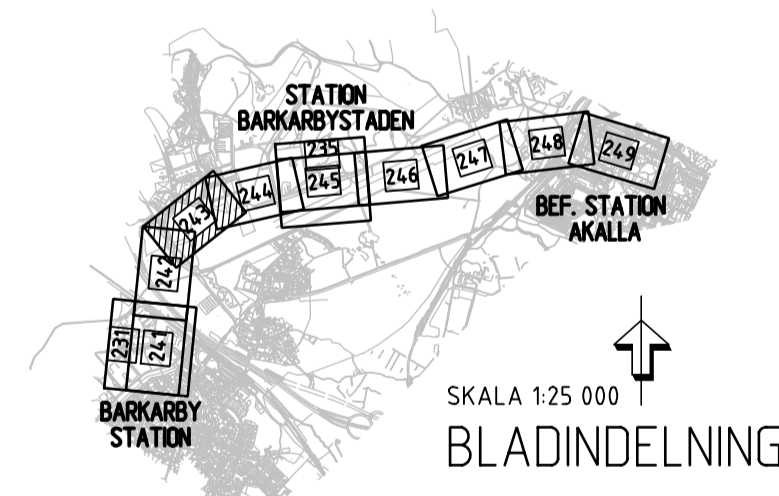 STATION
BARKARBYSTADEN
235
245
246
247
248
249
244
243
242
231
241
BEF. STATION
AKALLA
BARKARBY
STATION
SKALA 1:25 000
BLADINDELNING